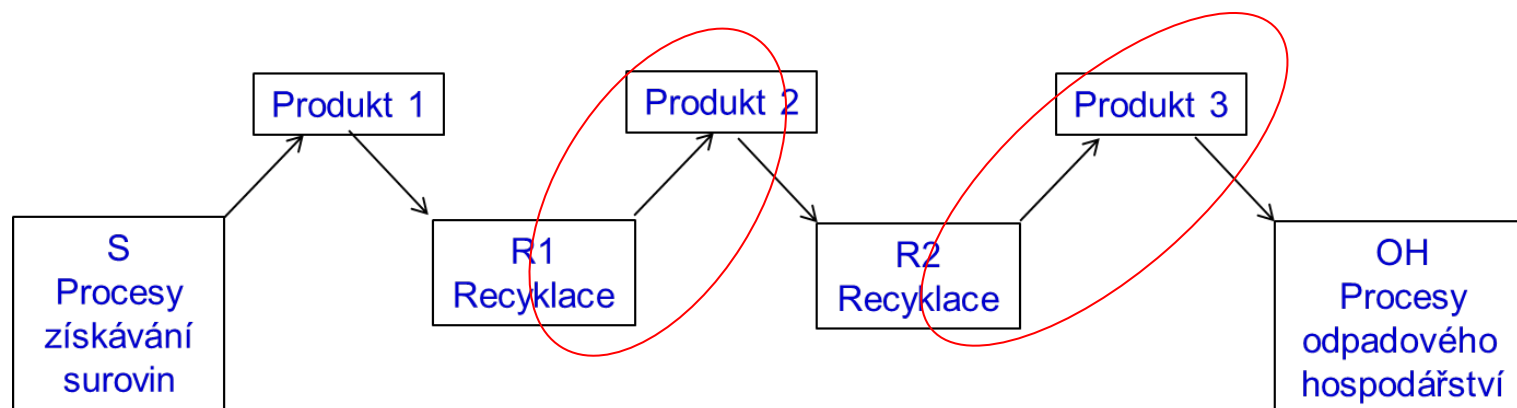 Produkt 1
Produkt 2
Produkt 3
S
Procesy
získávání
surovin
R1
Recyklace
R2
Recyklace
OH
Procesy
odpadového
hospodářství